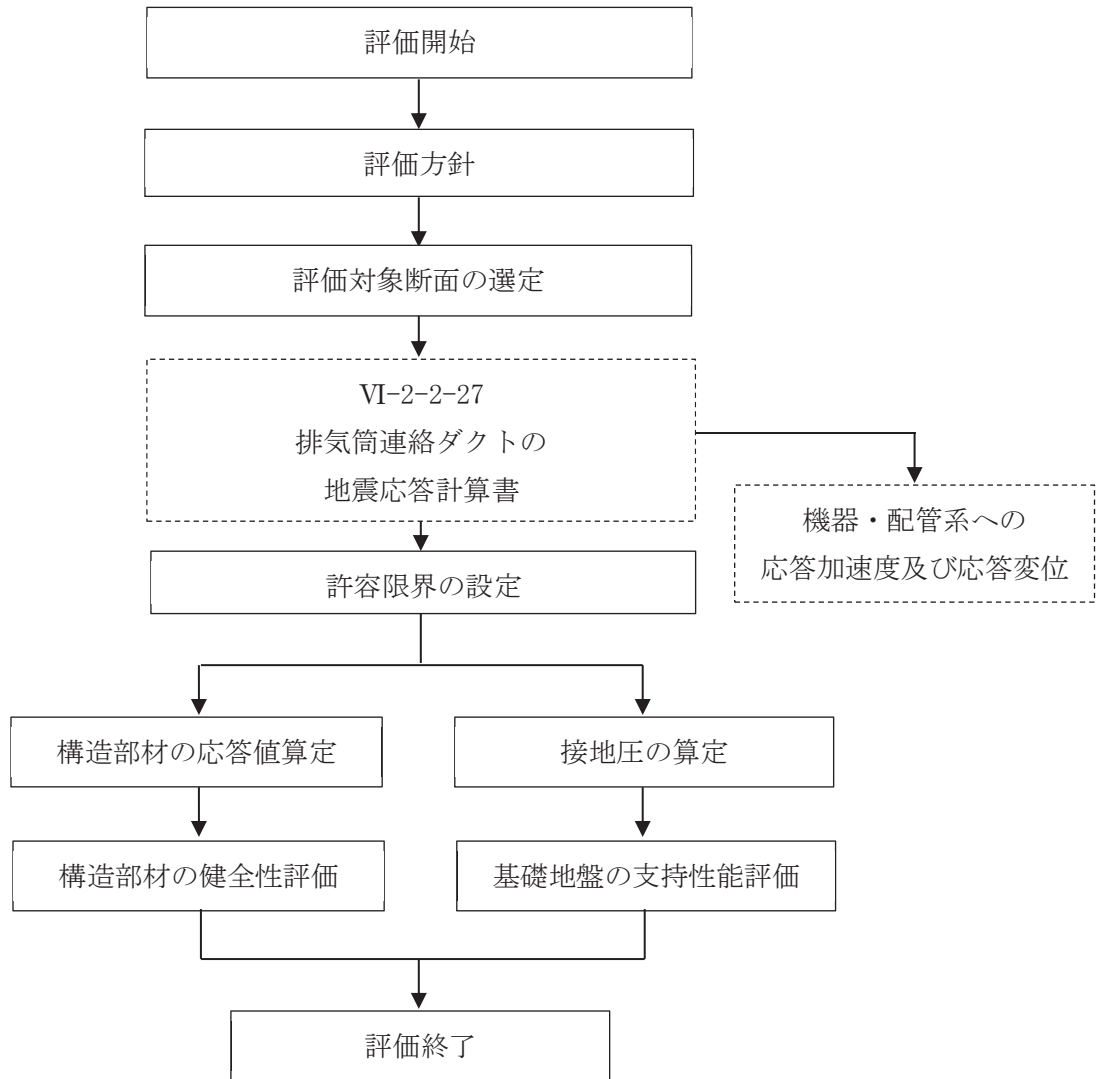 評価開始
評価方針
評価対象断面の選定
Ⅵ-2-2-27
排気筒連絡ダクトの
地震応答計算書
機器・配管系への
応答加速度及び応答変位
許容限界の設定
構造部材の応答値算定
接地圧の算定
構造部材の健全性評価
基礎地盤の支持性能評価
評価終了